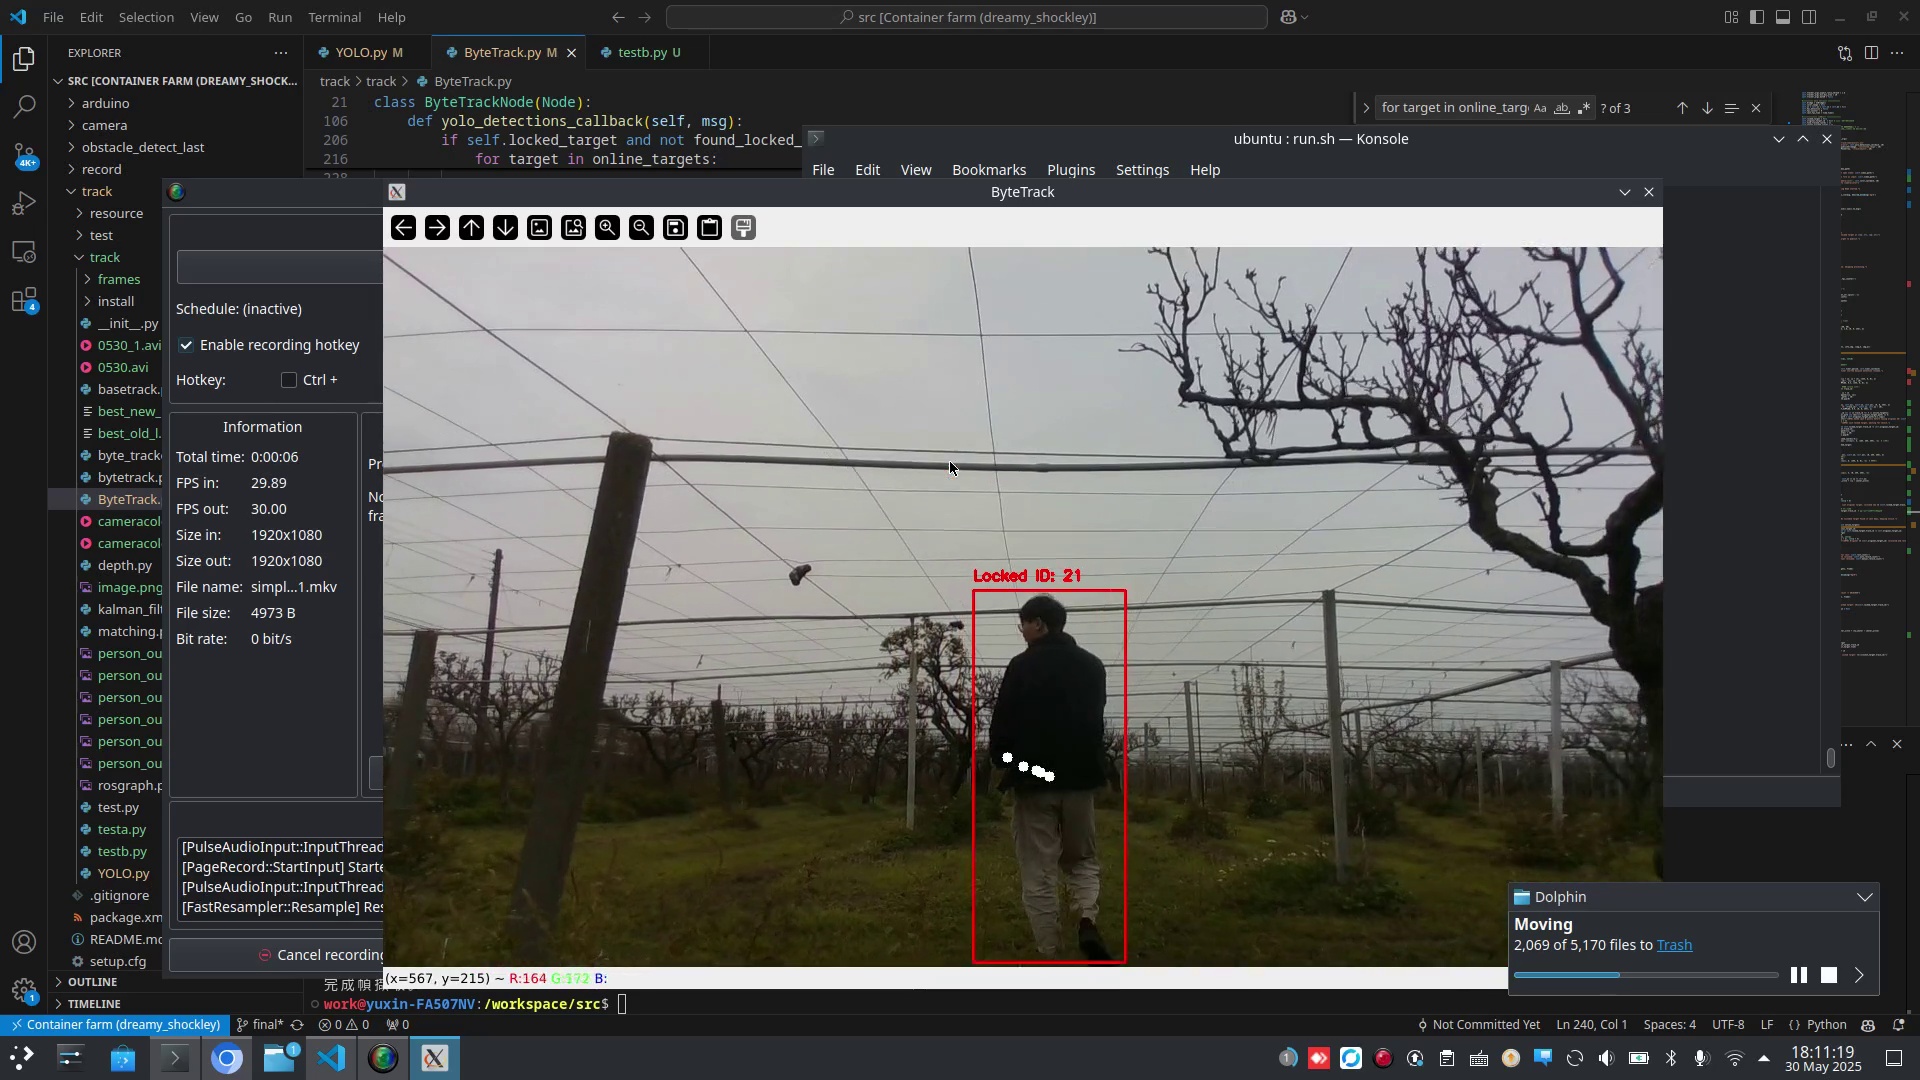 File Edit Selection View Go Run Terminal Help
src [Container farm (dreamy_shockley)]
EXPLORER
YOLO.py M
ByteTrack.py M
testb.py U
SRC [CONTAINER FARM (DREAMY_SHOCK...
track > track > ByteTrack.py
arduino
camera
obstacle_detect_last
record
track
resource
test
track
frames
install
__init__.py
0530_1.avi
0530.avi
basetrack.
best_new_
best_old_l.
byte_tracke
bytetrack.p
ByteTrack.
cameracol
cameracol
depth.py
image.png
kalman_filt
matching.p
person_ou
person_ou
person_ou
person_ou
person_ou
person_ou
rosgraph.p
test.py
testa.py
testb.py
YOLO.py
.gitignore
package.xm
README.md
setup.cfg
OUTLINE
TIMELINE
4K+
4
1
21 class ByteTrackNode(Node):
106 def yolo_detections_callback(self, msg):
206 if self.locked_target and not found_locked_
216 for target in online_targets:
for target in online_targ
Aa ab .*
? of 3
ubuntu : run.sh — Konsole
File Edit View Bookmarks Plugins Settings Help
ByteTrack
Schedule: (inactive)
Enable recording hotkey
Hotkey: Ctrl +
Information
Total time: 0:00:06
FPS in: 29.89
FPS out: 30.00
Size in: 1920x1080
Size out: 1920x1080
File name: simpl...1.mkv
File size: 4973 B
Bit rate: 0 bit/s
Pr
No
fra
[PulseAudioInput::InputThread
[PageRecord::StartInput] Starte
[PulseAudioInput::InputThread
[FastResampler::Resample] Res
Cancel recording
Locked ID: 21
(x=567, y=215) ~ R:164 G:172 B:
Dolphin
Moving
2,069 of 5,170 files to Trash
work@yuxin-FA507NV:/workspace/src$
Container farm (dreamy_shockley)
final*
0 0
0
Not Committed Yet
Ln 240, Col 1
Spaces: 4
UTF-8
LF
{} Python
1
1
18:11:19
30 May 2025